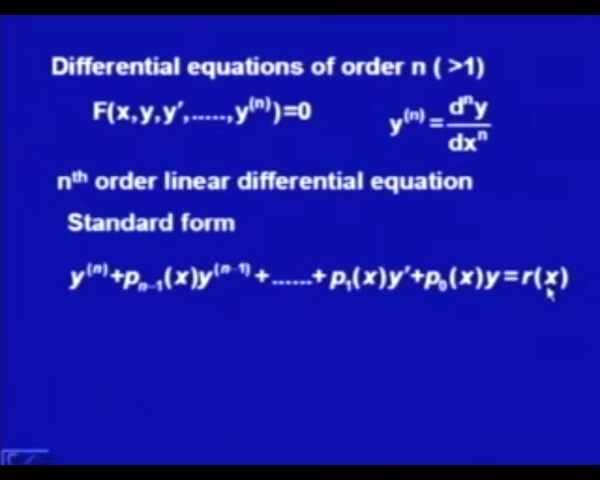 Differential equations of order n ( >1)
F(x,y,y′,.....,y⁽ⁿ⁾)=0 y⁽ⁿ⁾ = dⁿy/dxⁿ
nᵗʰ order linear differential equation
Standard form
y⁽ⁿ⁾+pₙ₋₁(x)y⁽ⁿ⁻¹⁾+......+p₁(x)y′+p₀(x)y=r(x)